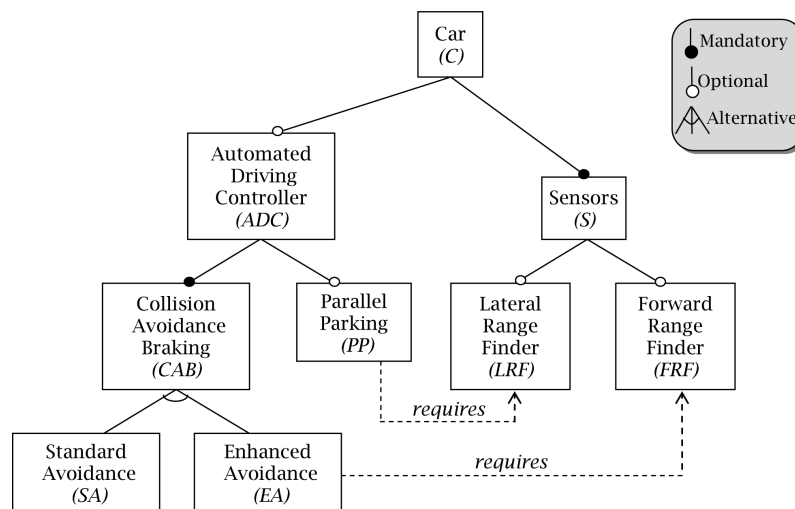 Car
(C)
Mandatory
Optional
Alternative
Automated
Driving
Controller
(ADC)
Sensors
(S)
Collision
Avoidance
Braking
(CAB)
Parallel
Parking
(PP)
Lateral
Range
Finder
(LRF)
Forward
Range
Finder
(FRF)
requires
Standard
Avoidance
(SA)
Enhanced
Avoidance
(EA)
requires